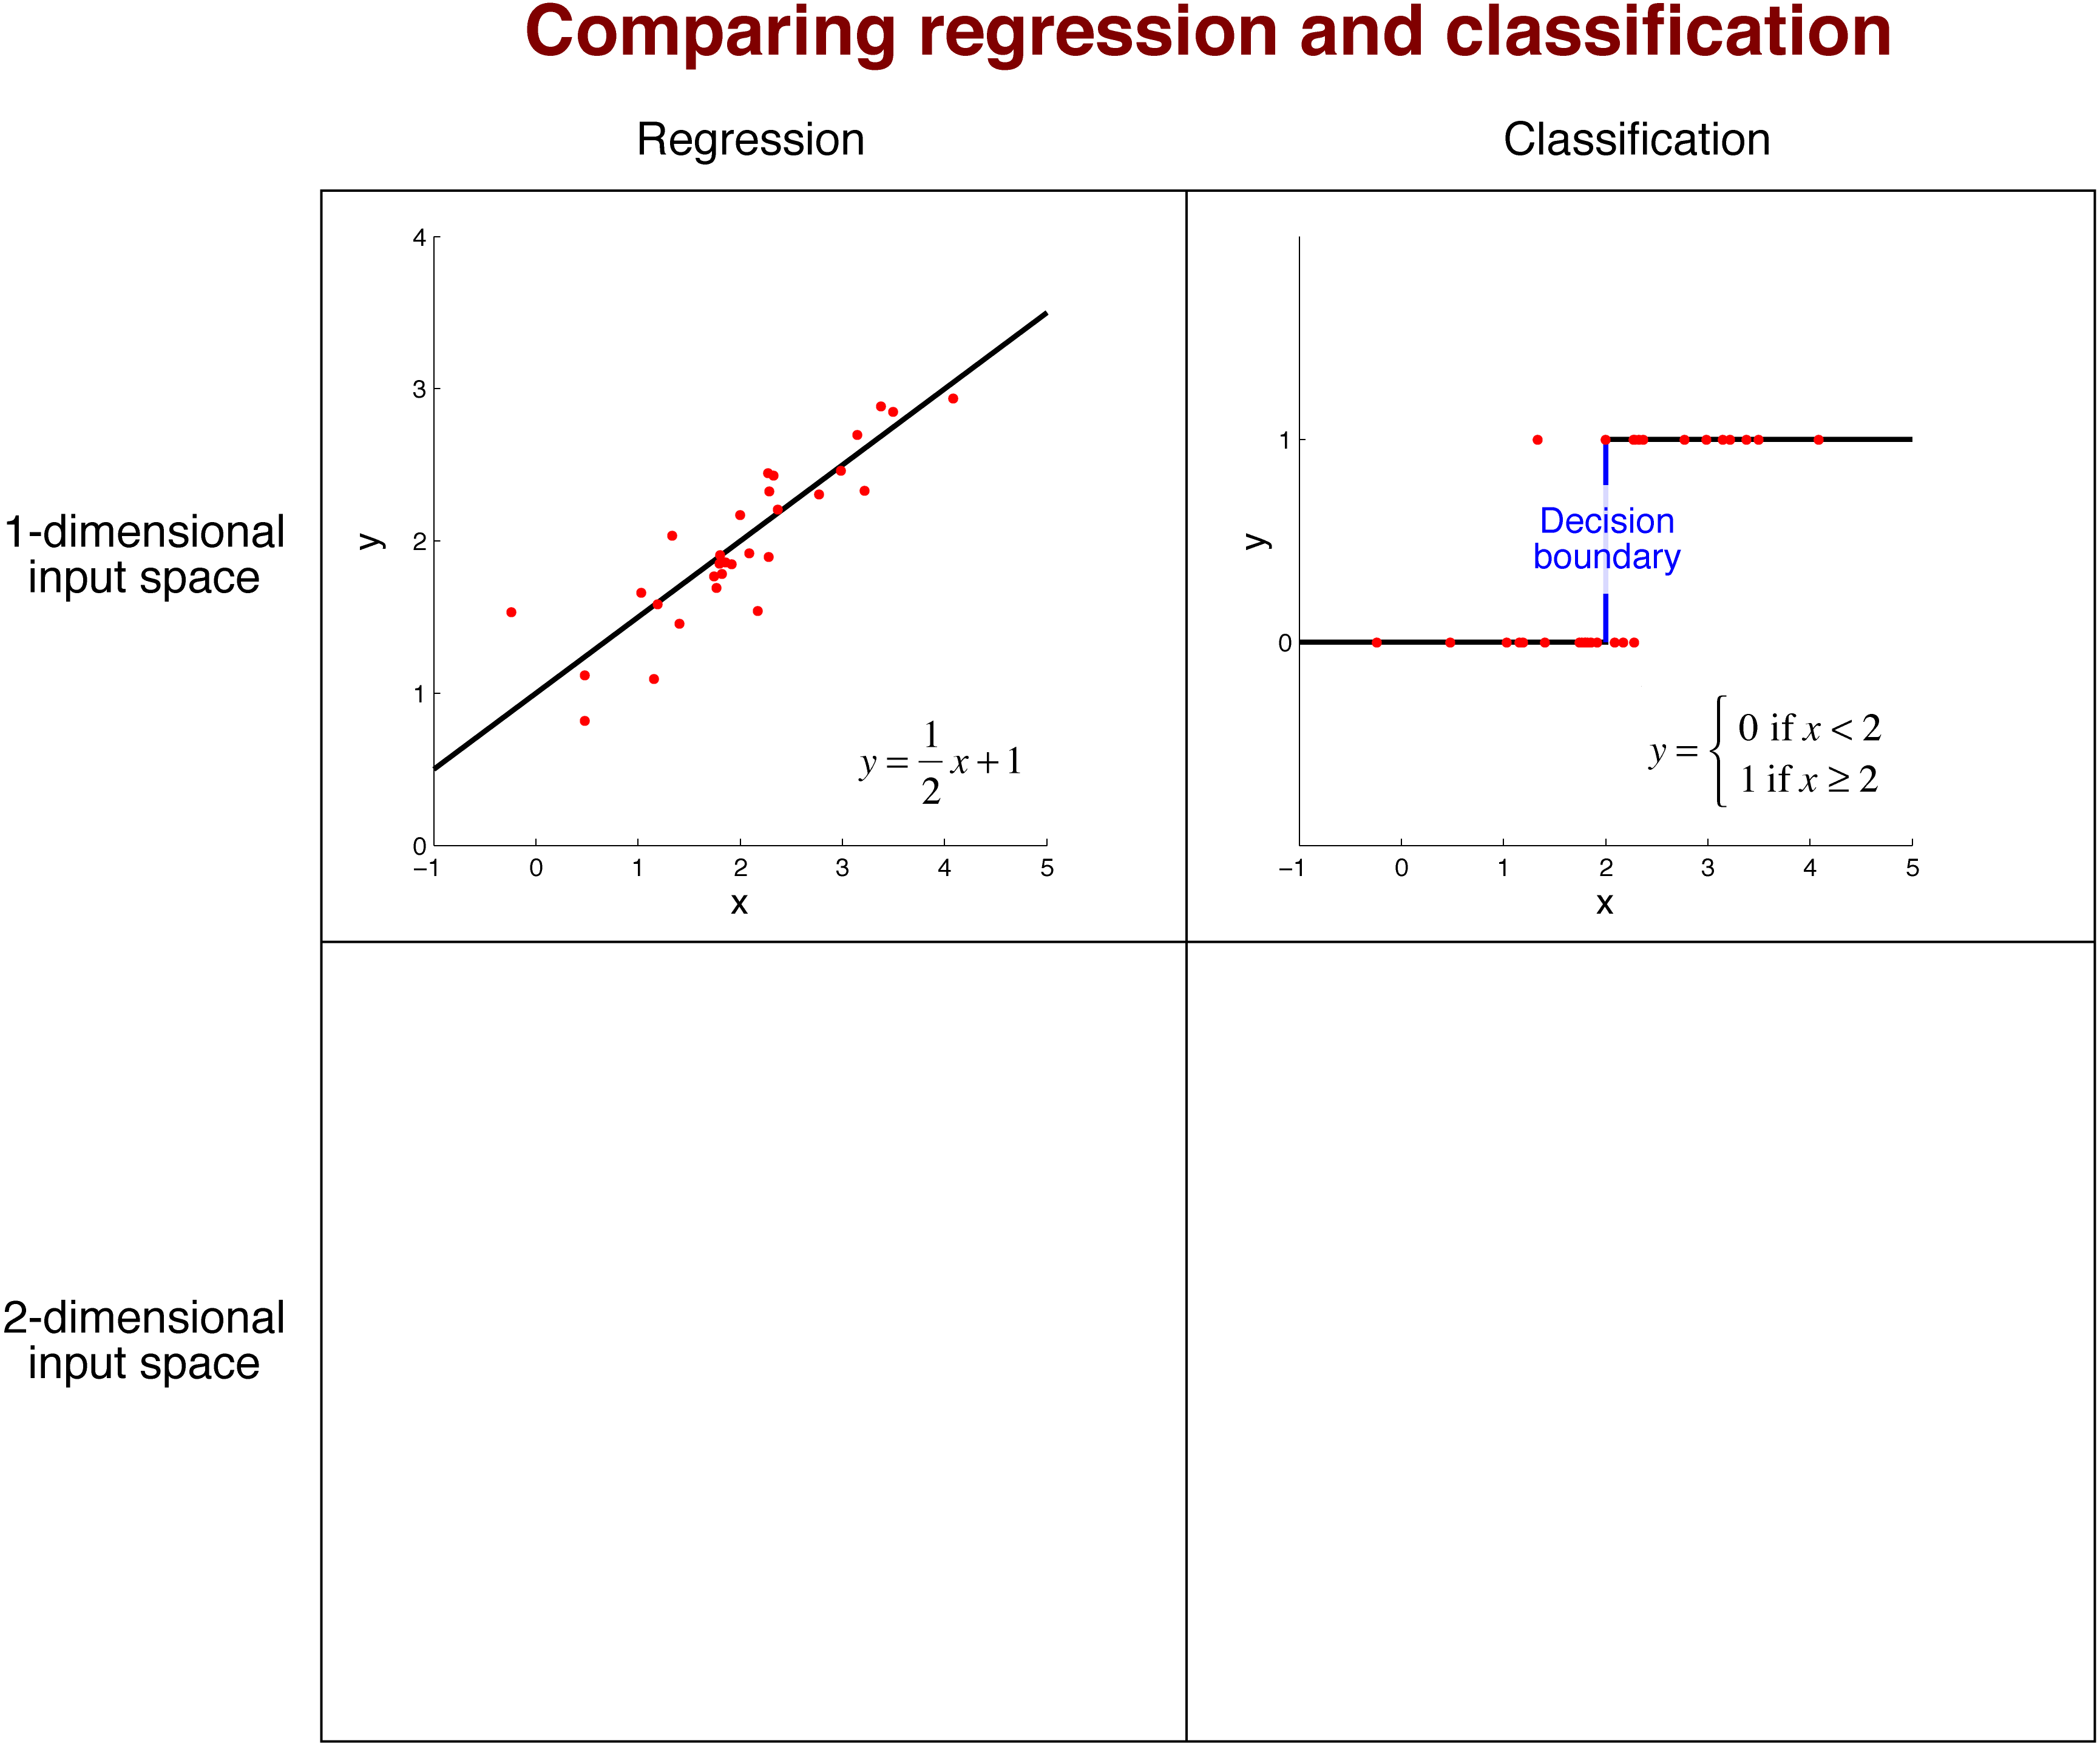 Comparing regression and classification
Regression
Classification
1-dimensional
input space
4
3
2
1
0
y
−1 0 1 2 3 4 5
x
y = 1/2 x + 1
1
0
y
Decision
boundary
y = { 0 if x < 2
1 if x ≥ 2
−1 0 1 2 3 4 5
x
2-dimensional
input space